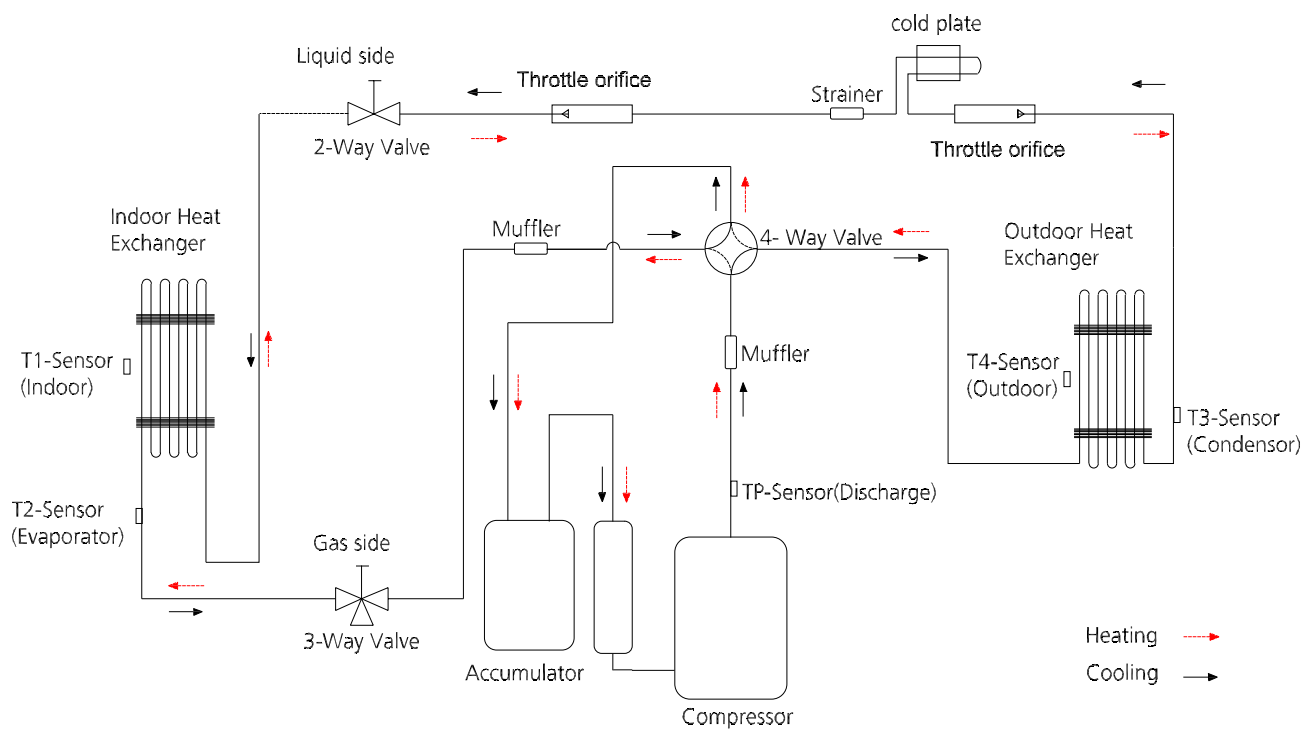 cold plate
Liquid side
Throttle orifice
Strainer
2-Way Valve
Throttle orifice
Indoor Heat
Exchanger
Muffler
4- Way Valve
Outdoor Heat
Exchanger
T1-Sensor
(Indoor)
Muffler
T4-Sensor
(Outdoor)
T3-Sensor
(Condensor)
TP-Sensor(Discharge)
T2-Sensor
(Evaporator)
Gas side
3-Way Valve
Accumulator
Compressor
Heating
Cooling